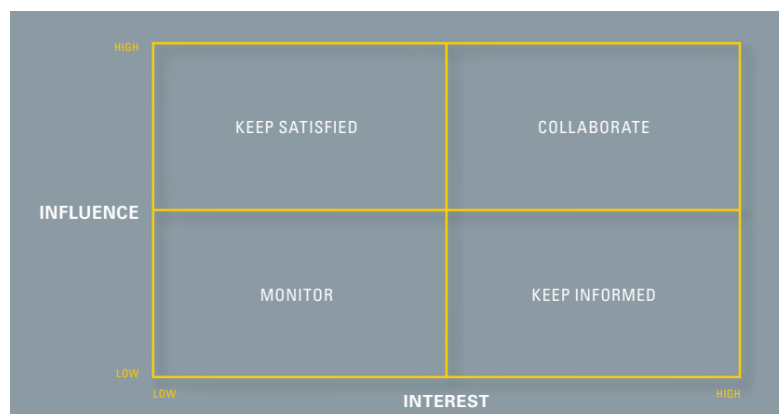 HIGH
KEEP SATISFIED
COLLABORATE
INFLUENCE
MONITOR
KEEP INFORMED
LOW
LOW
INTEREST
HIGH